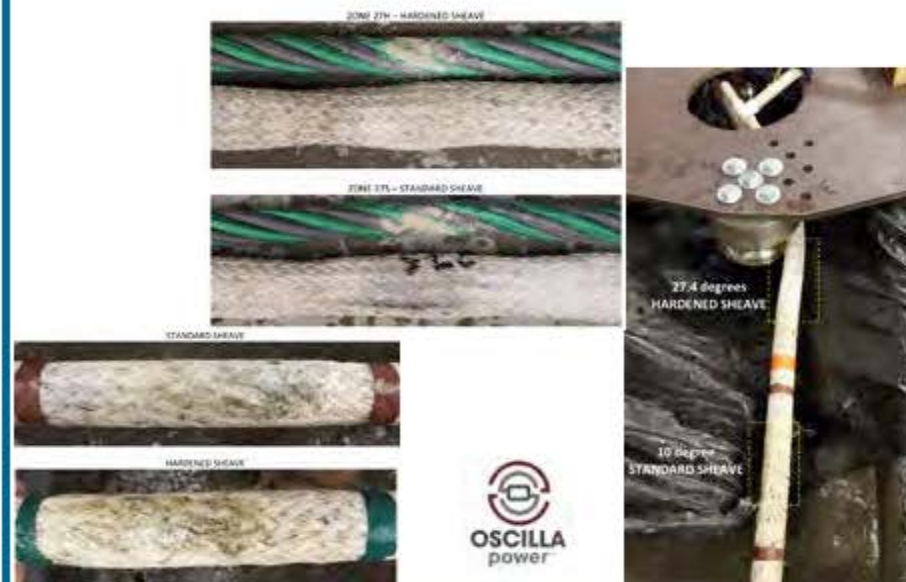 ZONE 27H – HARDENED SHEAVE
ZONE 27S – STANDARD SHEAVE
STANDARD SHEAVE
HARDENED SHEAVE
27.4 degrees
HARDENED SHEAVE
10 degree
STANDARD SHEAVE
OSCILLA
power